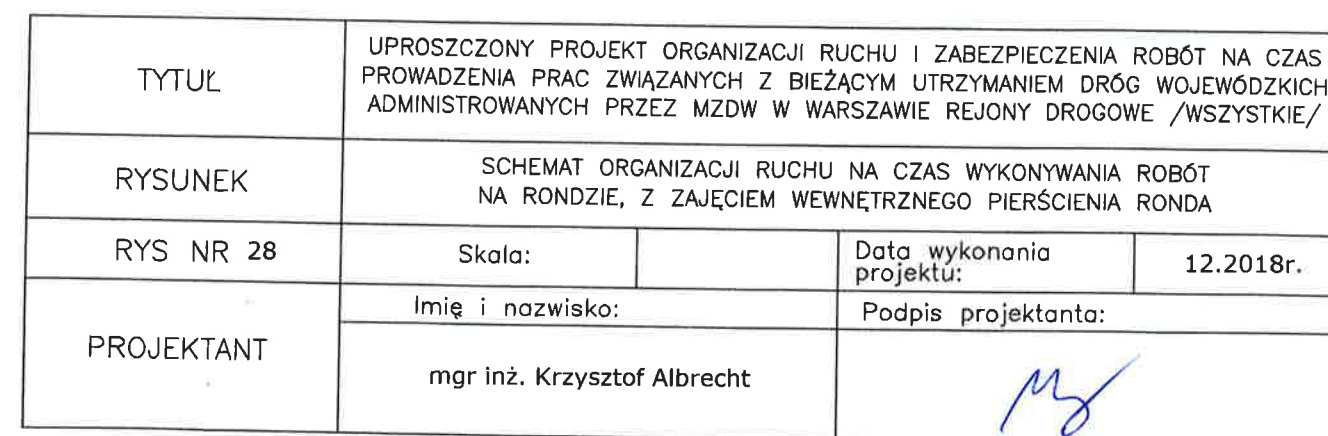 TYTUŁ
UPROSZCZONY PROJEKT ORGANIZACJI RUCHU I ZABEZPIECZENIA ROBÓT NA CZAS
PROWADZENIA PRAC ZWIĄZANYCH Z BIEŻĄCYM UTRZYMANIEM DRÓG WOJEWÓDZKICH
ADMINISTROWANYCH PRZEZ MZDW W WARSZAWIE REJONY DROGOWE /WSZYSTKIE/
RYSUNEK
SCHEMAT ORGANIZACJI RUCHU NA CZAS WYKONYWANIA ROBÓT
NA RONDZIE, Z ZAJĘCIEM WEWNĘTRZNEGO PIERŚCIENIA RONDA
RYS NR 28
Skala:
Data wykonania
projektu:
12.2018r.
PROJEKTANT
Imię i nazwisko:
Podpis projektanta:
mgr inż. Krzysztof Albrecht